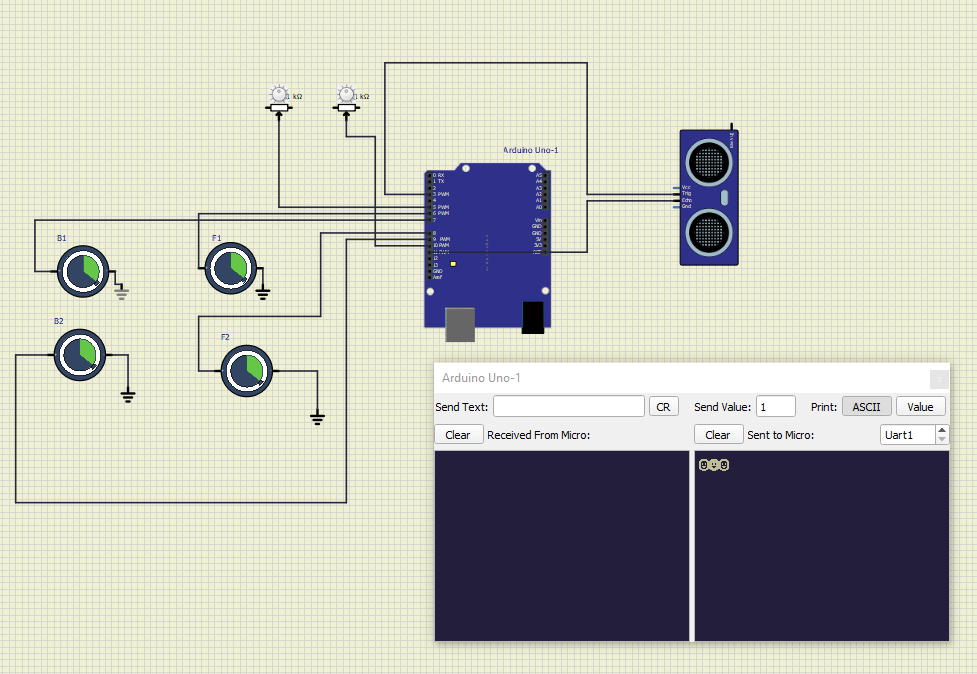 1 kΩ
1 kΩ
Arduino Uno-1
0 RX
1 TX
2
3 PWM
4
5 PWM
6 PWM
7
8
9 PWM
10 PWM
12
13
GND
A5
A4
A3
A2
A1
A0
Vin
GND
GND
5V
3V3
Vcc
Trig
Echo
Gnd
B1
F1
B2
F2
Arduino Uno-1
Send Text:
CR
Send Value:
1
Print:
ASCII
Value
Clear
Received From Micro:
Clear
Sent to Micro:
Uart1